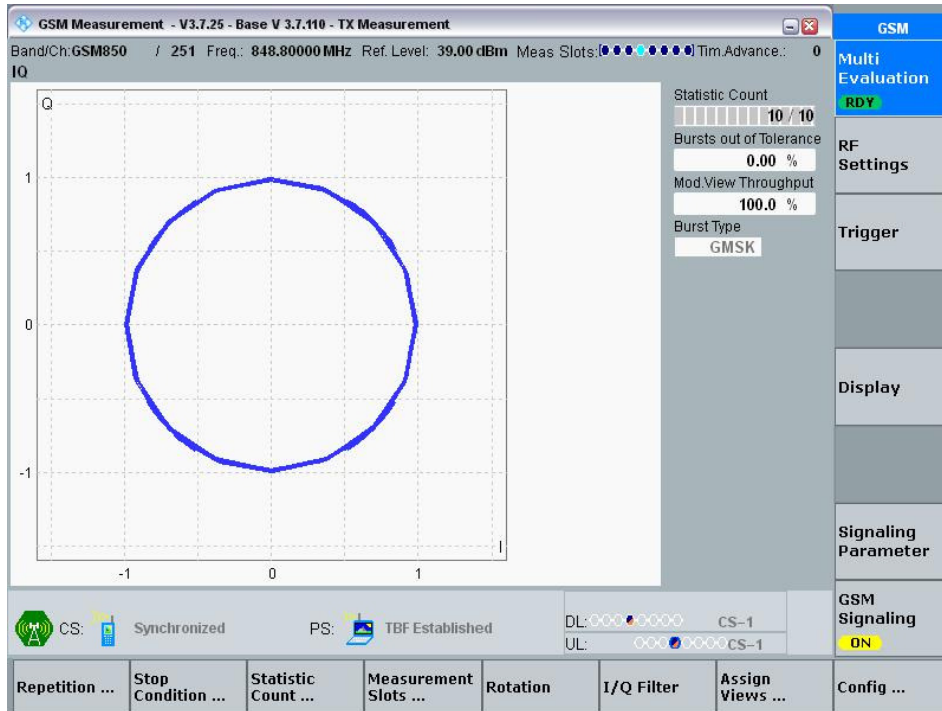 GSM Measurement - V3.7.25 - Base V 3.7.110 - TX Measurement
GSM
Band/Ch:GSM850 / 251 Freq.: 848.80000 MHz Ref. Level: 39.00 dBm Meas Slots: Tim.Advance.: 0
IQ
Multi
Evaluation
RDY
Q
Statistic Count
10 / 10
Bursts out of Tolerance
0.00 %
Mod.View Throughput
100.0 %
Burst Type
GMSK
1
0
-1
I
-1 0 1
RF
Settings
Trigger
Display
Signaling
Parameter
GSM
Signaling
ON
CS: Synchronized PS: TBF Established DL: CS-1
UL: CS-1
Repetition ...
Stop
Condition ...
Statistic
Count ...
Measurement
Slots ...
Rotation
I/Q Filter
Assign
Views ...
Config ...